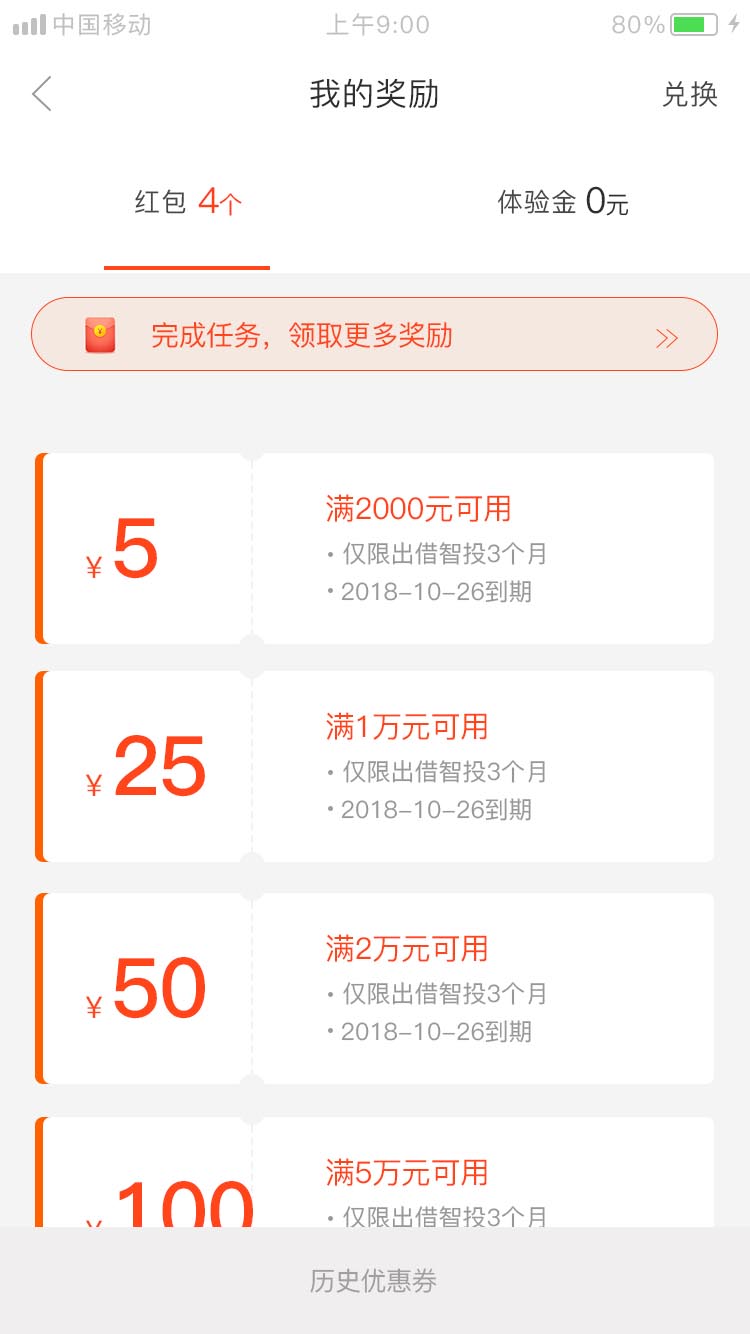 中国移动 上午9:00 80%
我的奖励 兑换
红包 4个 体验金 0元
完成任务，领取更多奖励
¥ 5
满2000元可用
· 仅限出借智投3个月
· 2018-10-26到期
¥ 25
满1万元可用
· 仅限出借智投3个月
· 2018-10-26到期
¥ 50
满2万元可用
· 仅限出借智投3个月
· 2018-10-26到期
¥ 100
满5万元可用
· 仅限出借智投3个月
历史优惠券